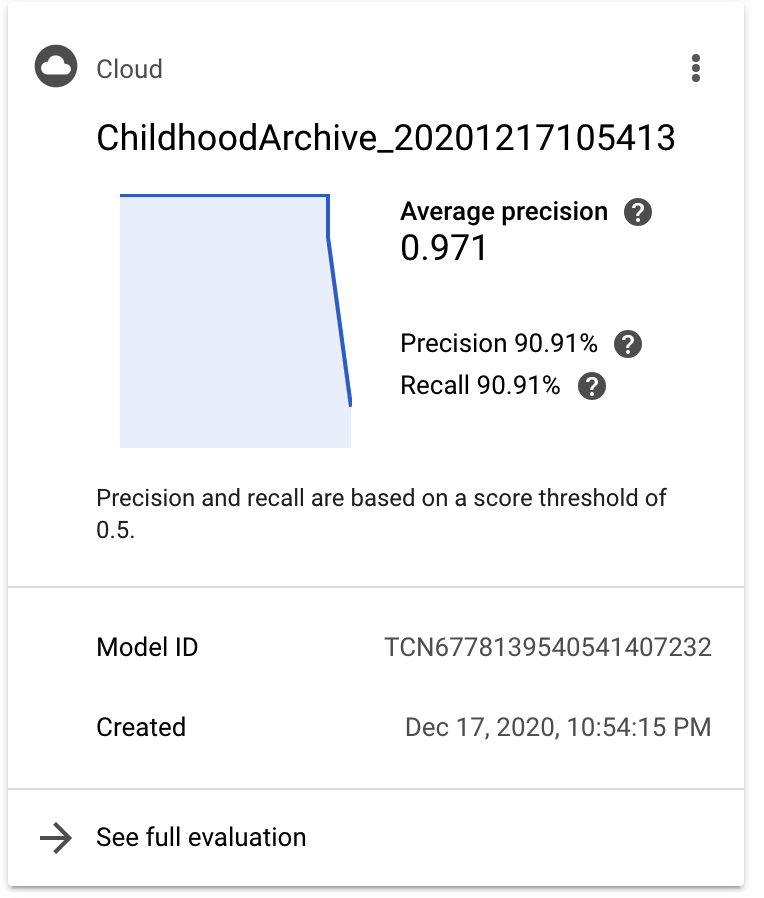 Cloud
ChildhoodArchive_20201217105413
Average precision
0.971
Precision 90.91%
Recall 90.91%
Precision and recall are based on a score threshold of
0.5.
Model ID TCN6778139540541407232
Created Dec 17, 2020, 10:54:15 PM
See full evaluation